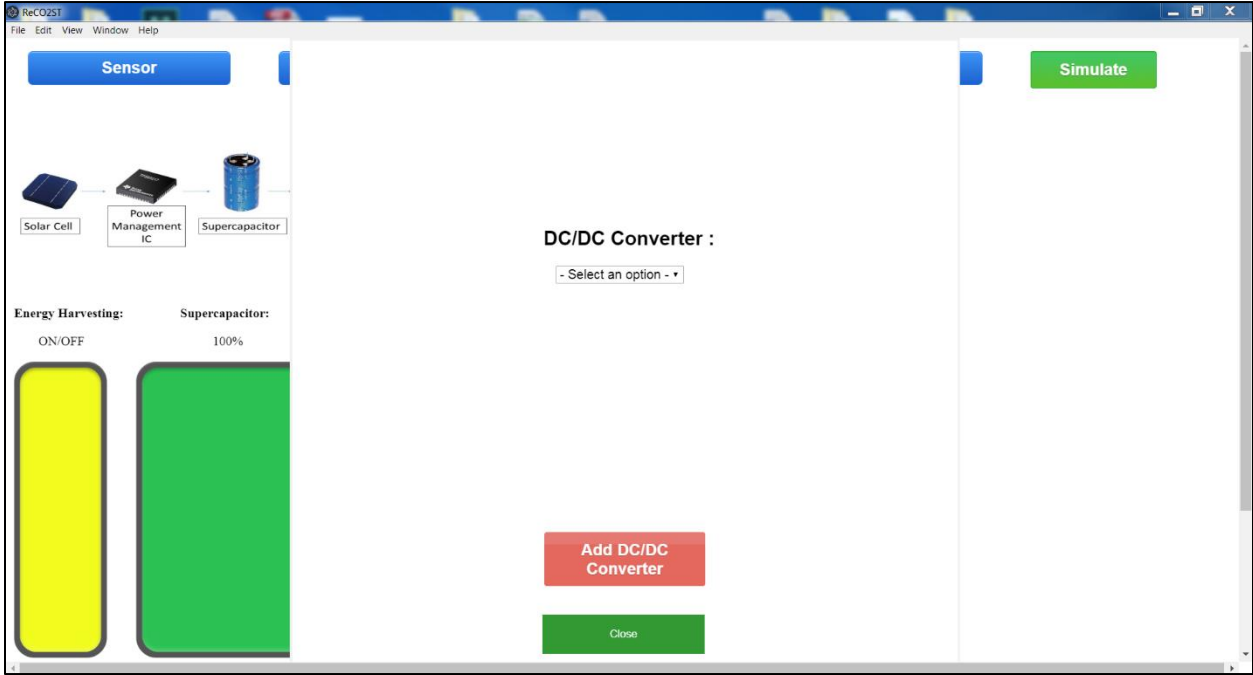 ReCO2ST
File Edit View Window Help
Sensor
Simulate
Solar Cell
Power
Management
IC
Supercapacitor
DC/DC Converter :
- Select an option -
Energy Harvesting:
Supercapacitor:
ON/OFF
100%
Add DC/DC
Converter
Close